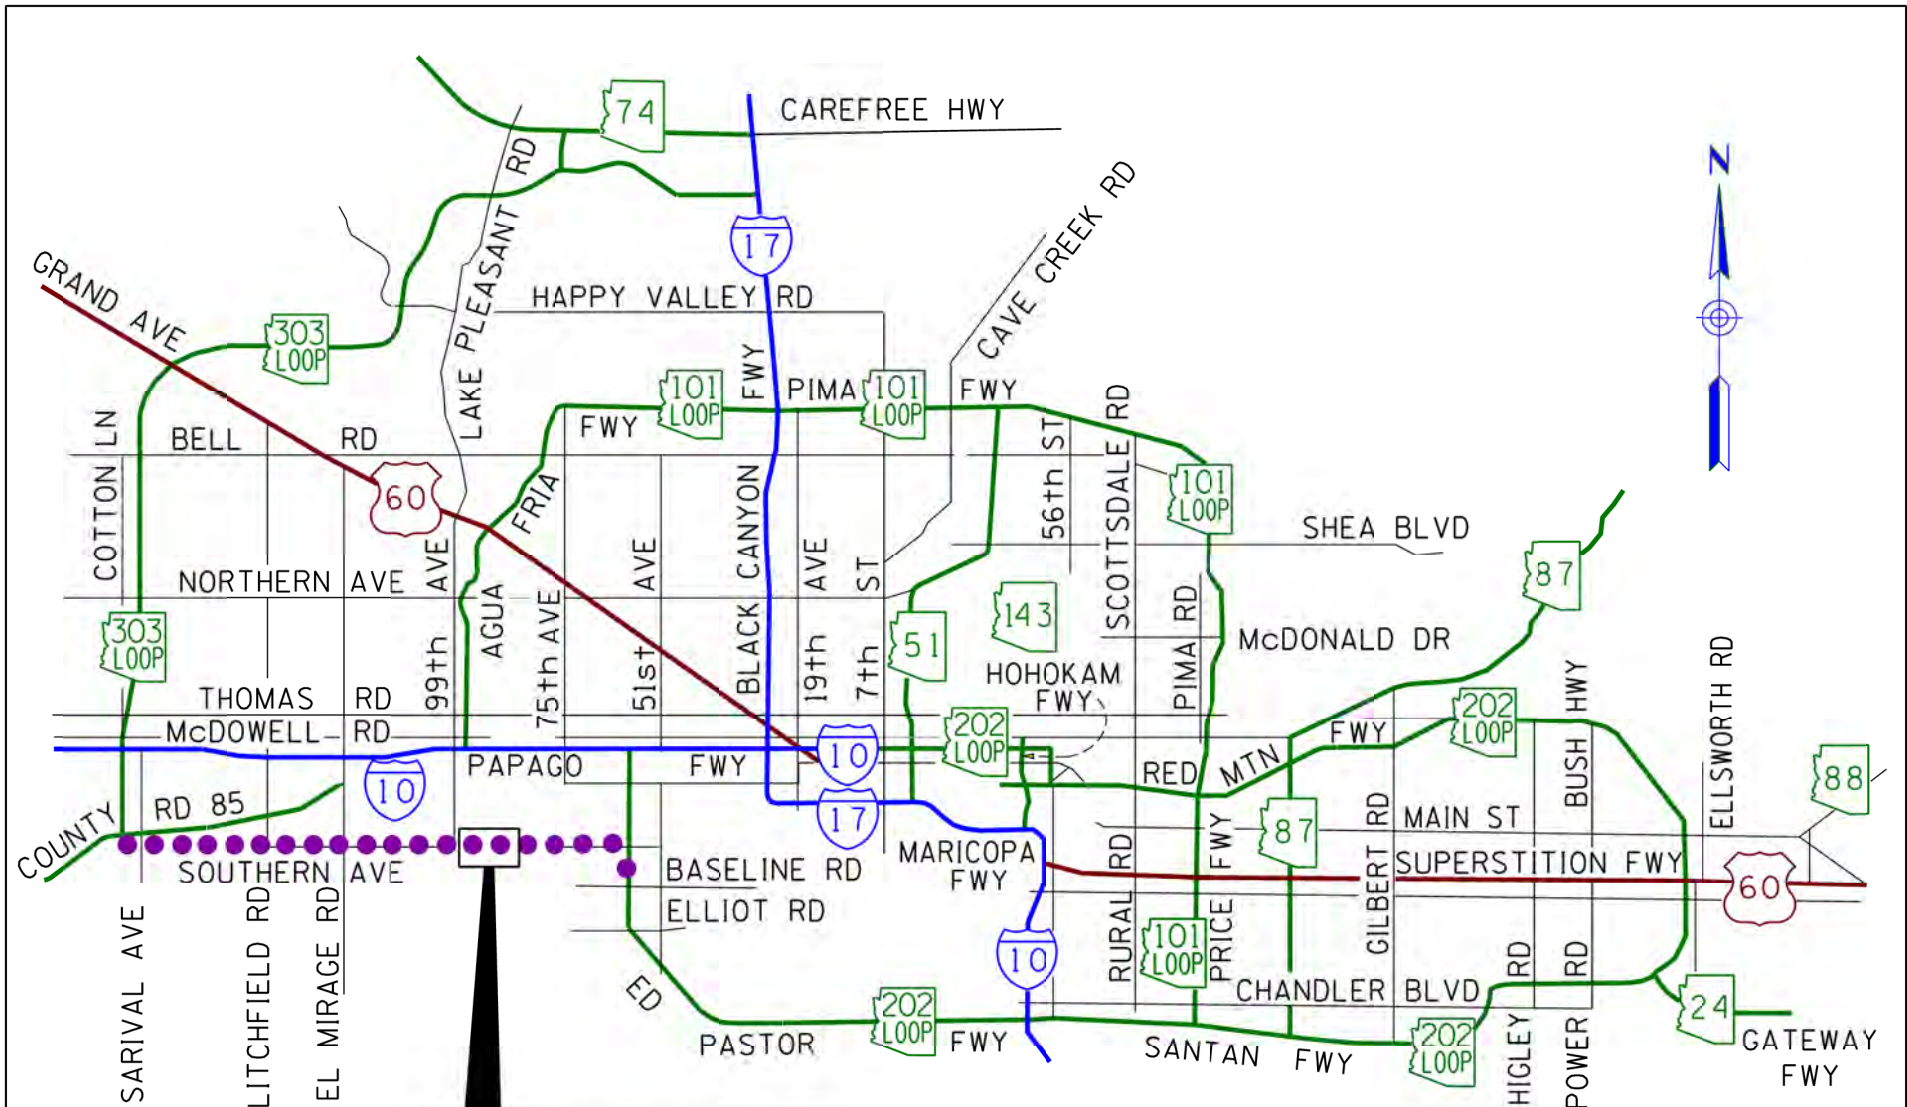 74
CAREFREE HWY
N
LAKE PLEASANT RD
CAVE CREEK RD
17
GRAND AVE
HAPPY VALLEY RD
303
LOOP
101
LOOP
FWY
PIMA
101
LOOP
FWY
FWY
COTTON LN
BELL RD
60
FRIA
BLACK CANYON
56th ST
SCOTTSDALE RD
101
LOOP
SHEA BLVD
87
NORTHERN AVE
99th AVE
AGUA
75th AVE
51st AVE
19th AVE
7th ST
143
51
PIMA RD
McDONALD DR
303
LOOP
HOHOKAM
FWY
BUSH HWY
ELLSWORTH RD
THOMAS RD
McDOWELL RD
202
LOOP
FWY
202
LOOP
10
PAPAGO FWY
10
RED MTN
88
COUNTY RD 85
17
87
GILBERT RD
MAIN ST
SOUTHERN AVE
BASELINE RD
MARICOPA
FWY
RURAL RD
PRICE FWY
SUPERSTITION FWY
60
ELLIOT RD
SARIVAL AVE
LITCHFIELD RD
EL MIRAGE RD
10
101
LOOP
ED
PASTOR
202
LOOP
FWY
CHANDLER BLVD
SANTAN FWY
202
LOOP
HIGLEY RD
POWER RD
24
GATEWAY
FWY